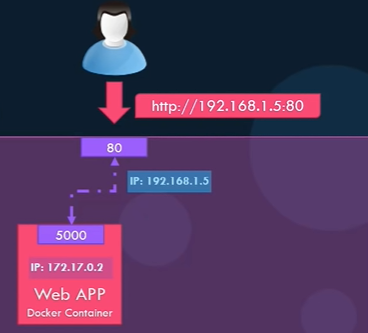 http://192.168.1.5:80
80
IP: 192.168.1.5
5000
IP: 172.17.0.2
Web APP
Docker Container